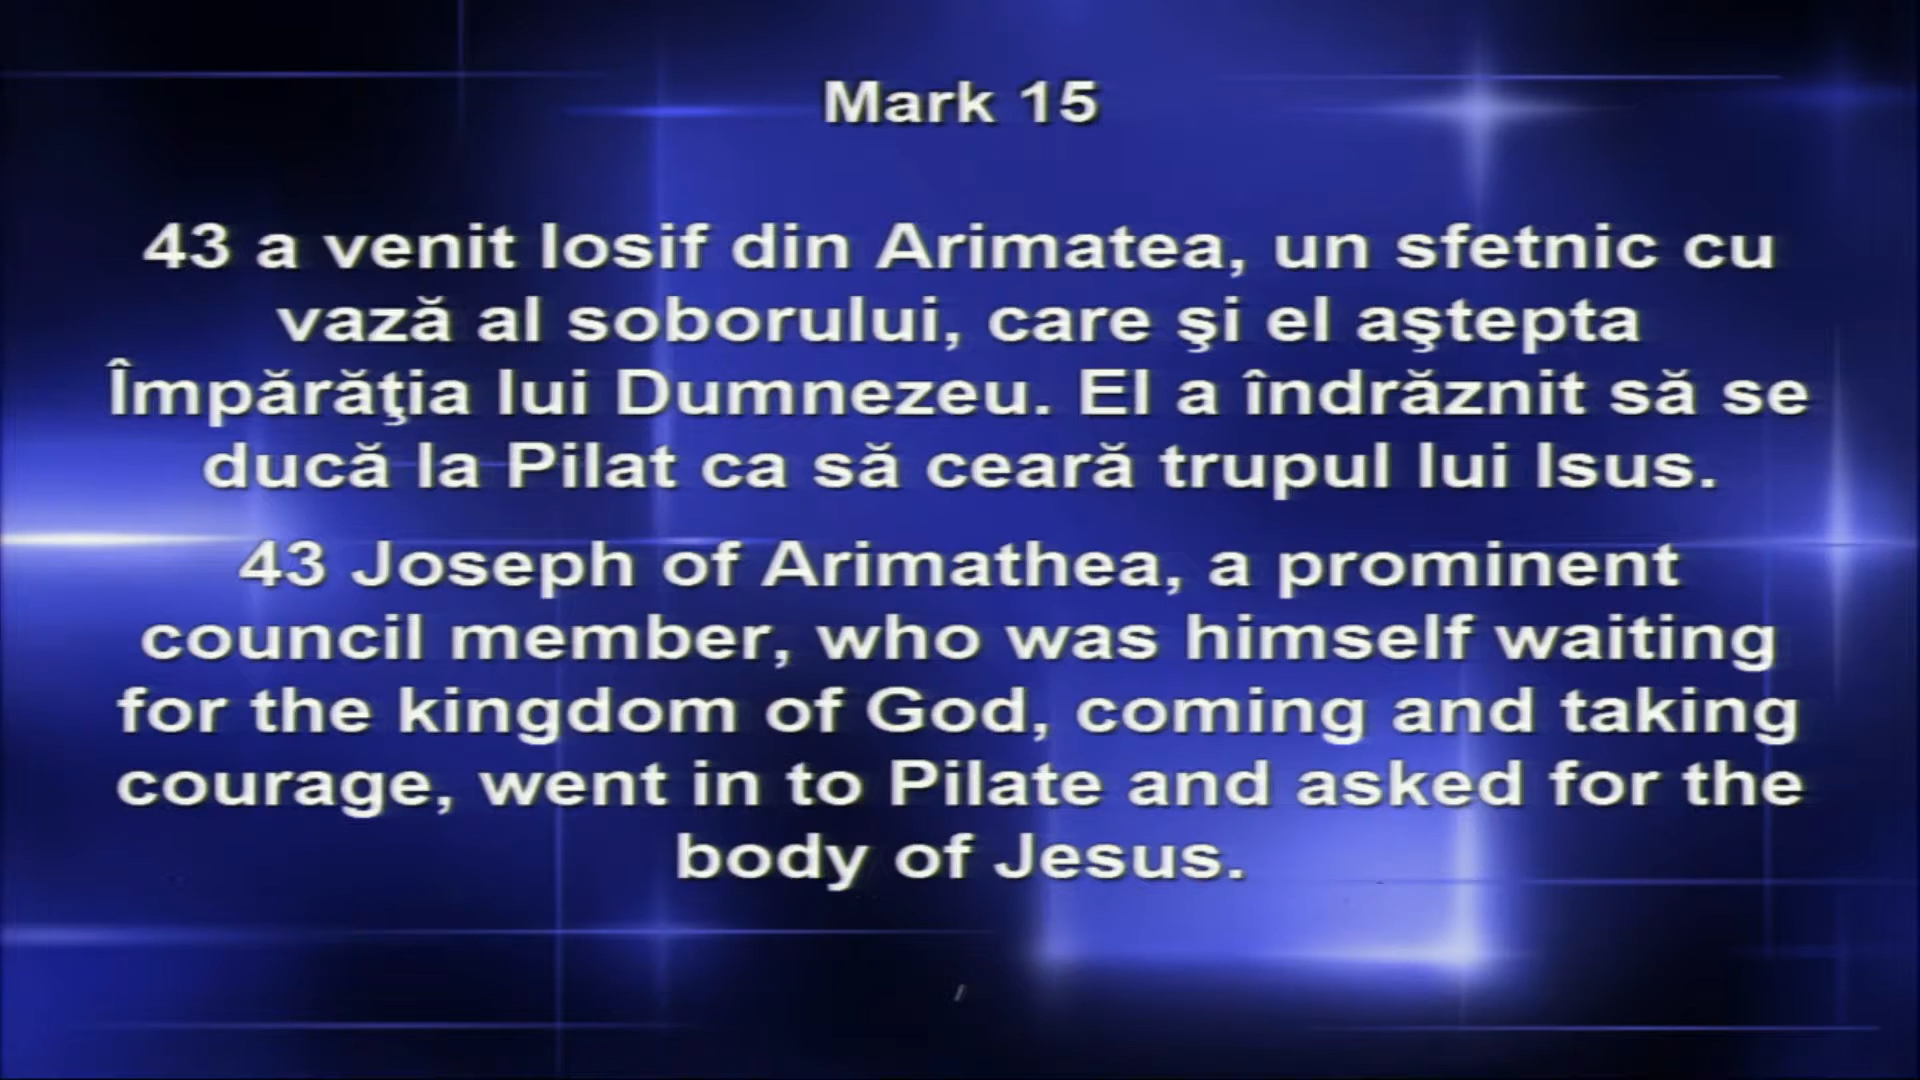 Mark 15
43 a venit Iosif din Arimatea, un sfetnic cu
vază al soborului, care şi el aştepta
Împărăţia lui Dumnezeu. El a îndrăznit să se
ducă la Pilat ca să ceară trupul lui Isus.
43 Joseph of Arimathea, a prominent
council member, who was himself waiting
for the kingdom of God, coming and taking
courage, went in to Pilate and asked for the
body of Jesus.